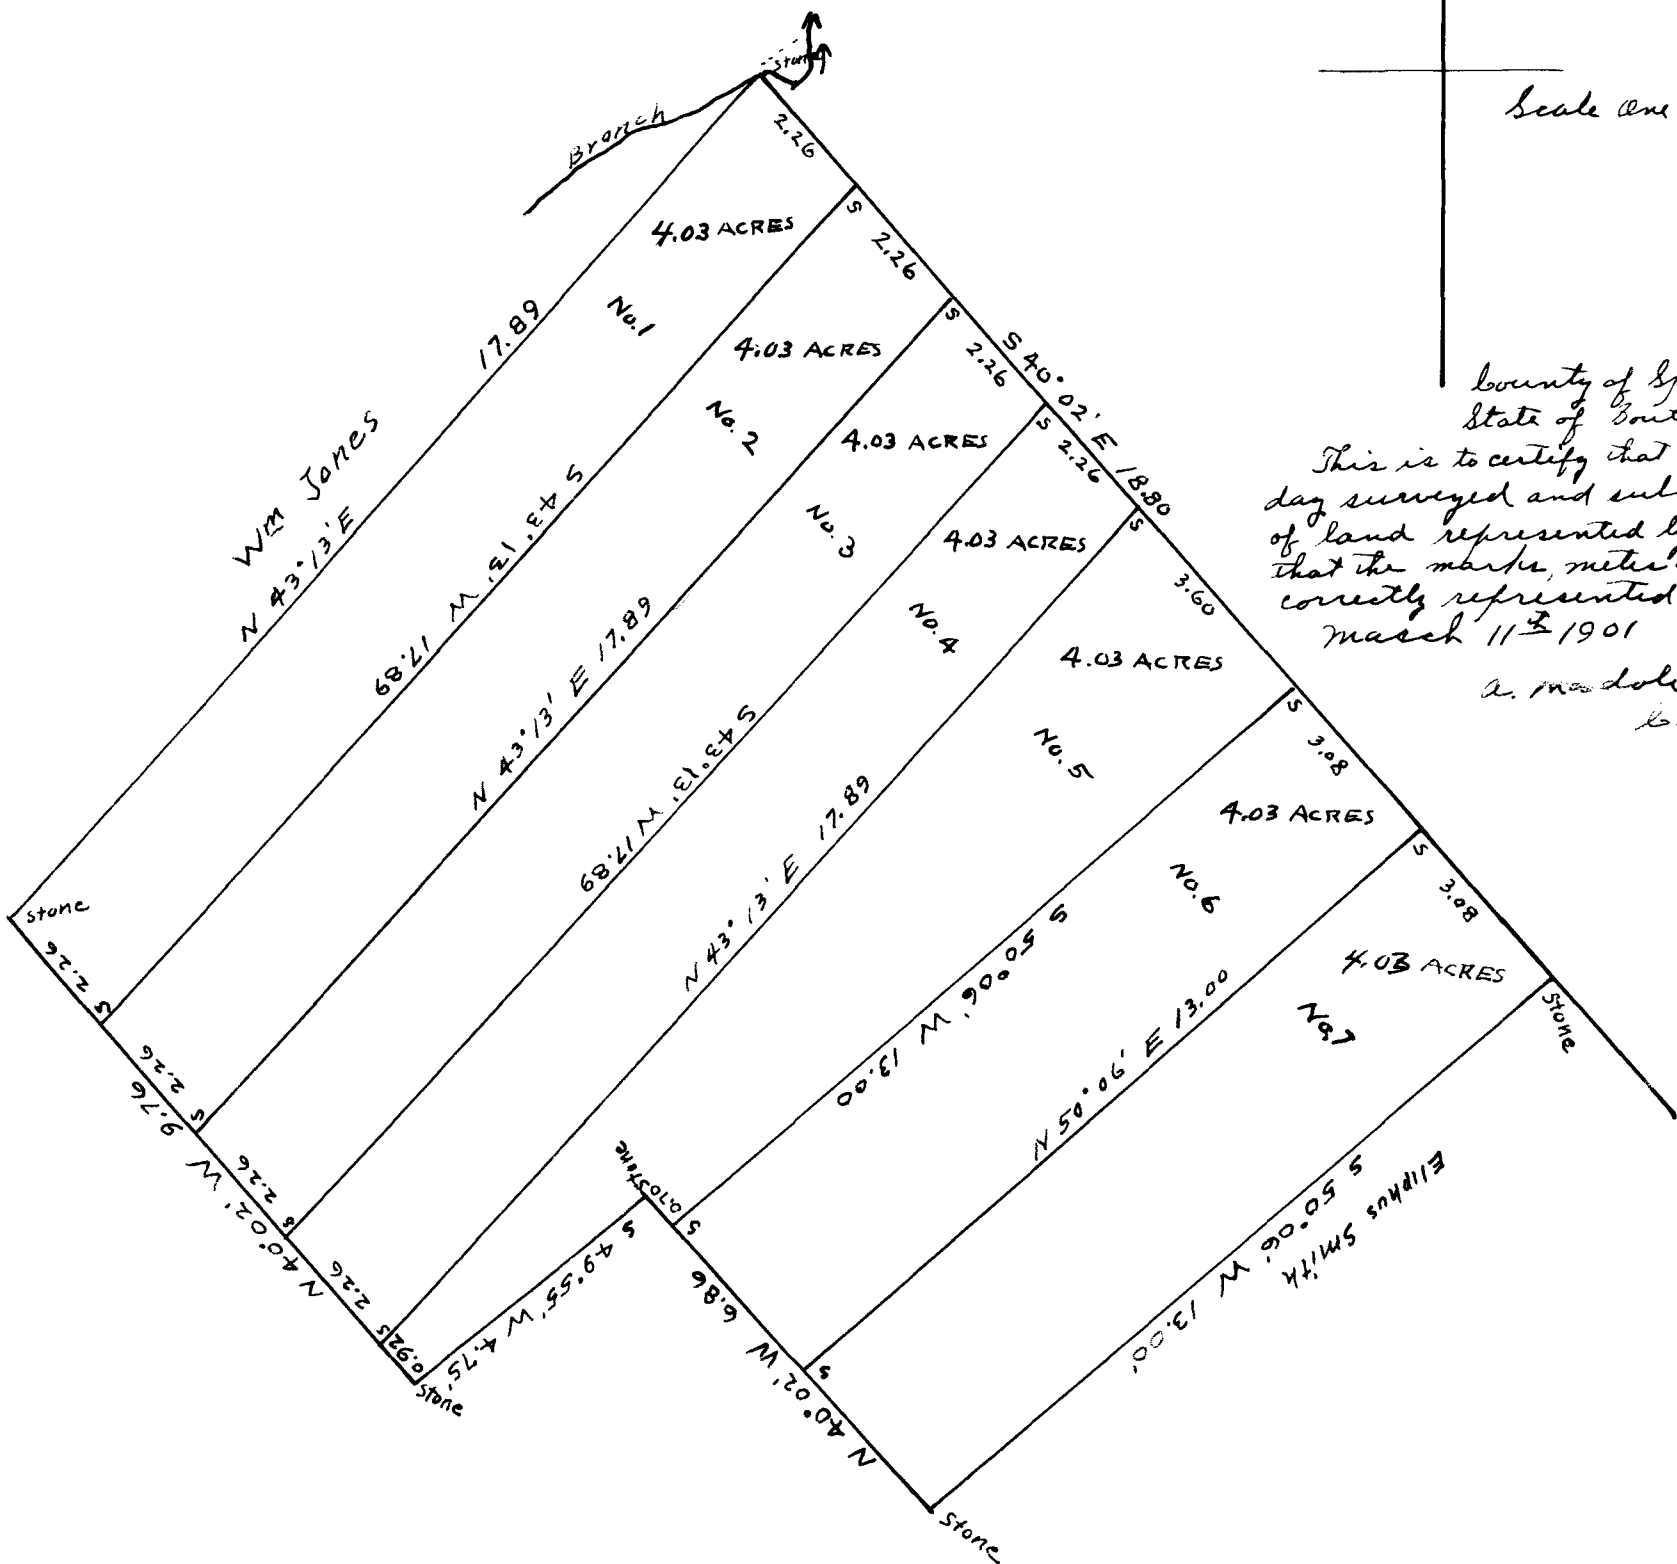 stone
Branch
Scale one
2.26
4.03 ACRES
No. 1
17.89
S
2.26
4.03 ACRES
No. 2
S
2.26
S 40° 02' E 18.80
4.03 ACRES
No. 3
S
2.26
4.03 ACRES
No. 4
S
County of
State of
This is to certify that
day surveyed and
of land represented
that the marks, metes
correctly represented
March 11th 1901
Wm Jones
N 43° 13' E
S 43° 13' W 17.89
N 43° 13' E 17.89
S 43° 13' W 17.89
N 43° 13' E 17.89
3.60
4.03 ACRES
No. 5
S
3.08
4.03 ACRES
No. 6
S
3.08
4.03 ACRES
No 7
Stone
S 50° 06' W 13.00
N 50° 06' E 13.00
S 50° 06' W 13.00'
Eliphus Smith
stone
2.26
S
2.26
S
9.76
N 40° 02' W
2.26
S
2.26
S
0.92
Stone
S 49° 55' W 4.75'
Stone
0.70
S
6.86
N 40° 02' W
S
Stone